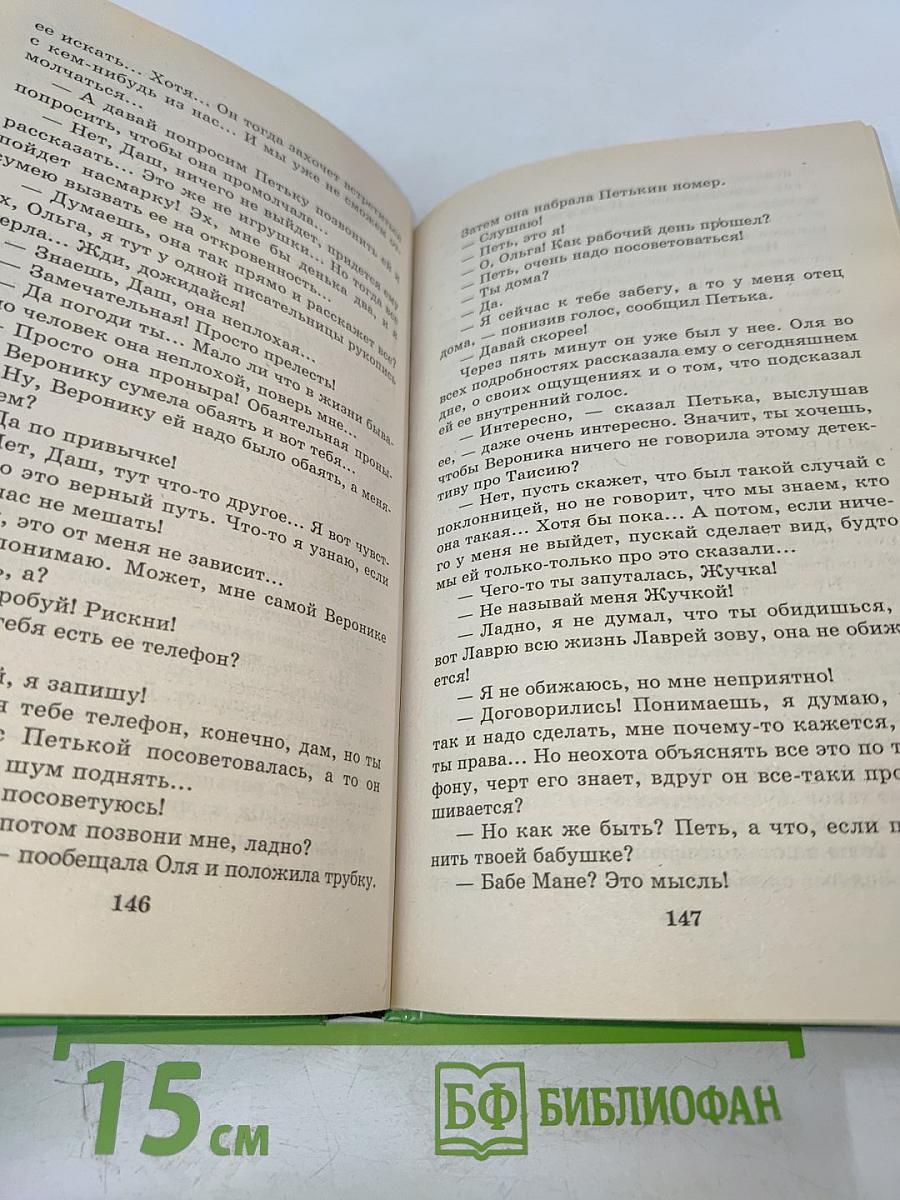 ее искать... Хотя... Он тогда захочет встретиться
с кем-нибудь из нас... И мы уже не сможем от-
молчаться...
— А давай попросим Петьку позвонить ей и
попросить, чтобы она промолчала...
— Нет, Даш, ничего не выйдет, придется ему
рассказать... Это же не игрушки... Но тогда все
пойдет насмарку! Эх, мне бы денька два, и я
сумею вызвать ее на откровенность...
— Думаешь, она так прямо и расскажет все?
х, Ольга, я тут у одной писательницы рукопись
ерла... Жди, дожидайся!
— Знаешь, Даш, она неплохая...
— Замечательная! Просто прелесть!
— Да погоди ты... Мало ли что в жизни быва-
о человек она неплохой, поверь мне...
Просто она проныра! Обаятельная прони-
Веронику сумела обаять и вот тебя...
Ну, Веронику ей надо было обаять, а меня-
ем?
Да по привычке!
Нет, Даш, тут что-то другое... Я вот чувст-
о это верный путь. Что-то я узнаю, если
час не мешать!
, это от меня не зависит...
понимаю. Может, мне самой Веронике
ь, а?
робуй! Рискни!
тебя есть ее телефон?
й, я запишу!
я тебе телефон, конечно, дам, но ты
с Петькой посоветовалась, а то он
шум поднять...
посоветуюсь!
потом позвони мне, ладно?
— пообещала Оля и положила трубку.
146
Затем она набрала Петькин номер.
— Слушаю!
— Петь, это я!
— О, Ольга! Как рабочий день прошел?
— Петь, очень надо посоветоваться!
— Ты дома?
— Да.
— Я сейчас к тебе забегу, а то у меня отец
дома, — понизив голос, сообщил Петька.
— Давай скорее!
Через пять минут он уже был у нее. Оля во
всех подробностях рассказала ему о сегодняшнем
дне, о своих ощущениях и о том, что подсказал
ей ее внутренний голос.
— Интересно, — сказал Петька, выслушав
ее, — даже очень интересно. Значит, ты хочешь,
чтобы Вероника ничего не говорила этому детек-
тиву про Таисию?
— Нет, пусть скажет, что был такой случай с
поклонницей, но не говорит, что мы знаем, кто
она такая... Хотя бы пока... А потом, если ниче-
го у меня не выйдет, пускай сделает вид, будто
мы ей только-только про это сказали...
— Чего-то ты запуталась, Жучка!
— Не называй меня Жучкой!
— Ладно, я не думал, что ты обидишься,
вот Лаврю всю жизнь Лаврей зову, она не обиж
ется!
— Я не обижаюсь, но мне неприятно!
— Договорились! Понимаешь, я думаю,
так и надо сделать, мне почему-то кажется,
ты права... Но неохота объяснять все это по т
фону, черт его знает, вдруг он все-таки про
шивается?
— Но как же быть? Петь, а что, если п
нить твоей бабушке?
— Бабе Мане? Это мысль!
147
15 см
БФ БИБЛИОФАН